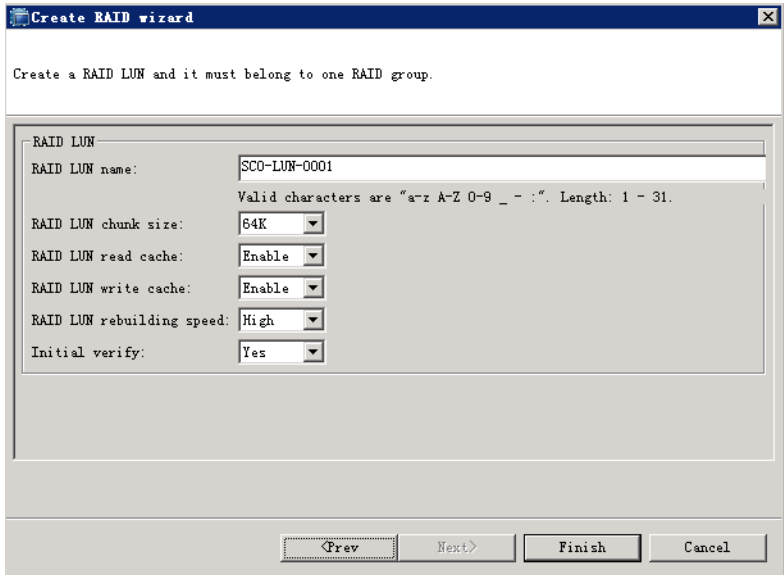 Create RAID wizard
Create a RAID LUN and it must belong to one RAID group.
RAID LUN
RAID LUN name: SCO-LUN-0001
Valid characters are "a-z A-Z 0-9 _ - :". Length: 1 - 31.
RAID LUN chunk size: 64K
RAID LUN read cache: Enable
RAID LUN write cache: Enable
RAID LUN rebuilding speed: High
Initial verify: Yes
<Prev Next> Finish Cancel